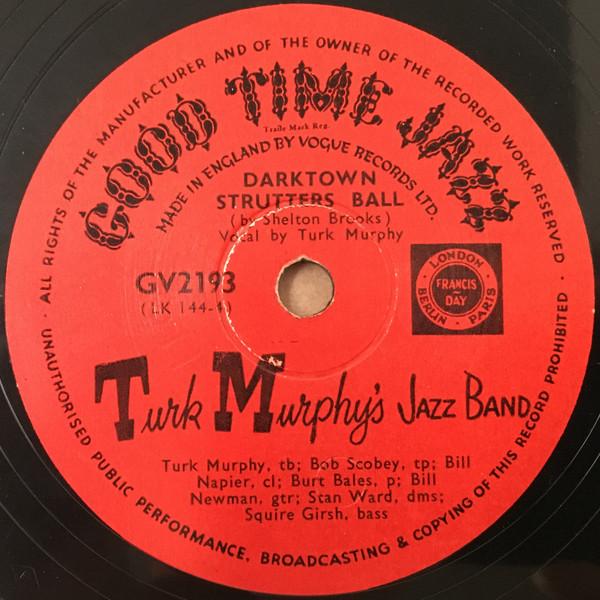 ALL RIGHTS OF THE MANUFACTURER AND OF THE OWNER OF THE RECORDED WORK RESERVED ·
GOOD TIME JAZZ
Trade Mark Reg.
MADE IN ENGLAND BY VOGUE RECORDS LTD.
DARKTOWN
STRUTTERS BALL
(by Shelton Brooks)
Vocal by Turk Murphy
GV2193
(LK 144-4)
LONDON
FRANCIS
~
DAY
BERLIN · PARIS
Turk Murphy's JAZZ BAND
Turk Murphy, tb; Bob Scobey, tp; Bill
Napier, cl; Burt Bales, p; Bill
Newman, gtr; Stan Ward, dms;
Squire Girsh, bass
UNAUTHORISED PUBLIC PERFORMANCE, BROADCASTING & COPYING OF THIS RECORD PROHIBITED ·